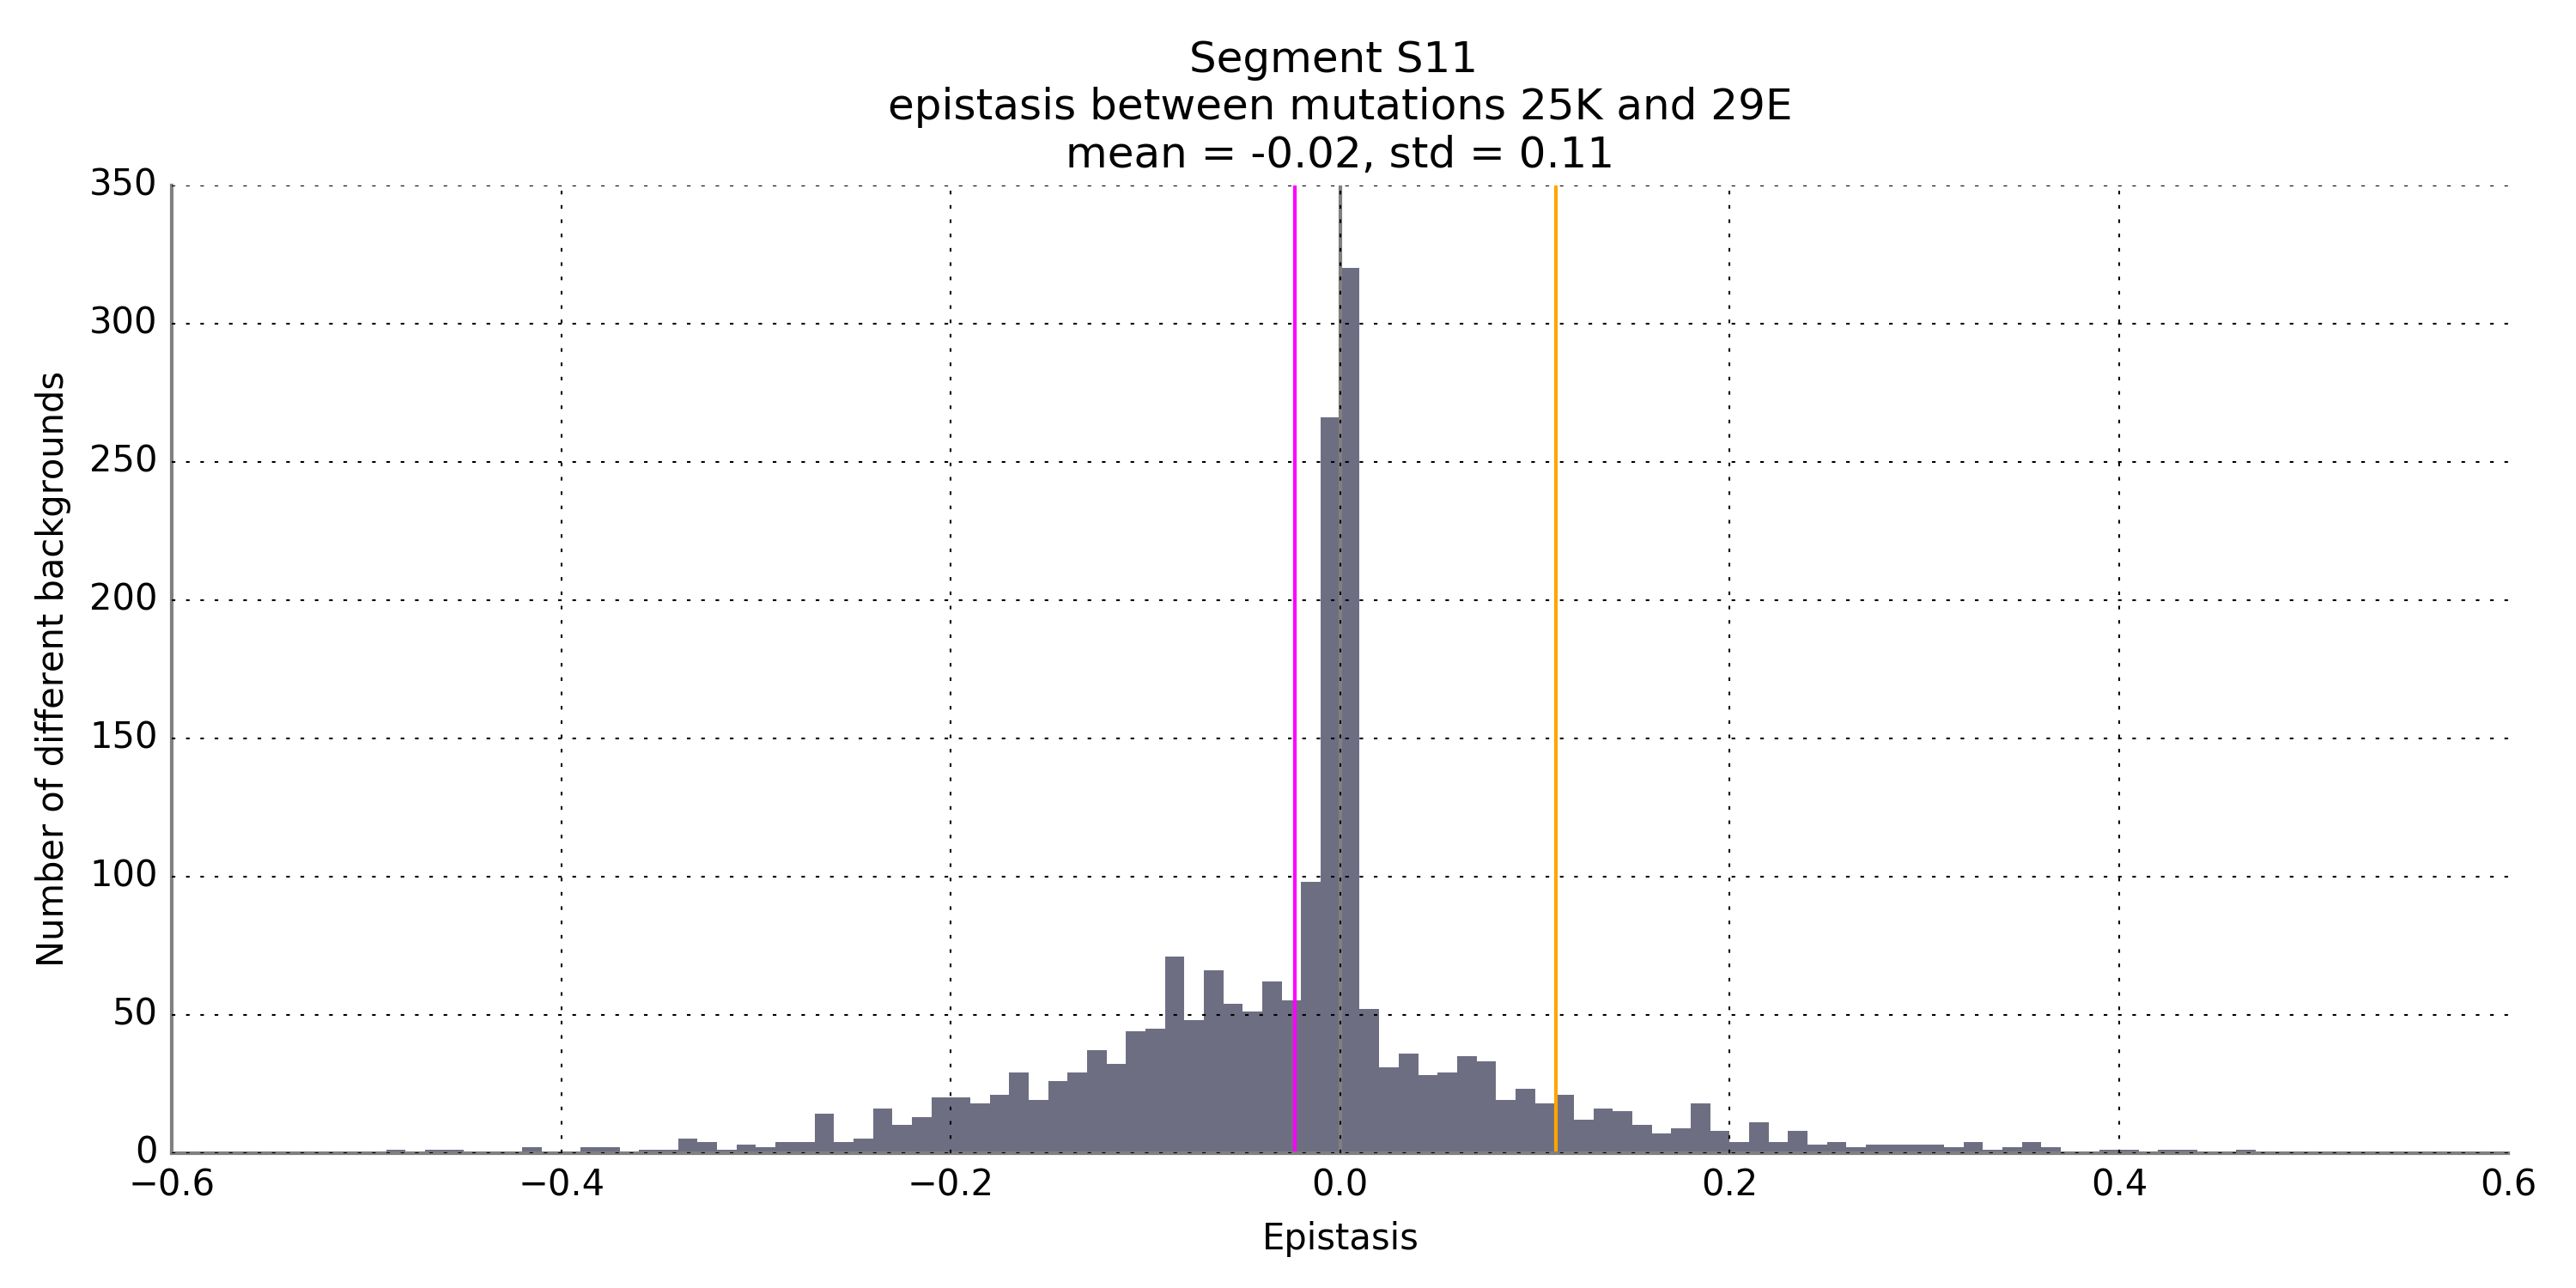 Segment S11
epistasis between mutations 25K and 29E
mean = -0.02, std = 0.11
350
300
250
200
150
100
50
0
Number of different backgrounds
−0.6 −0.4 −0.2 0.0 0.2 0.4 0.6
Epistasis